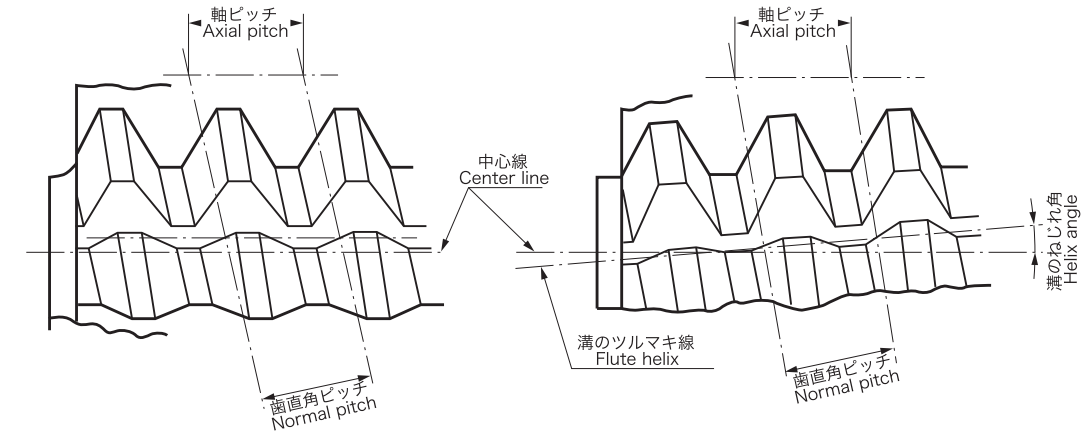 軸ピッチ
Axial pitch
軸ピッチ
Axial pitch
中心線
Center line
溝のねじれ角
Helix angle
溝のツルマキ線
Flute helix
歯直角ピッチ
Normal pitch
歯直角ピッチ
Normal pitch